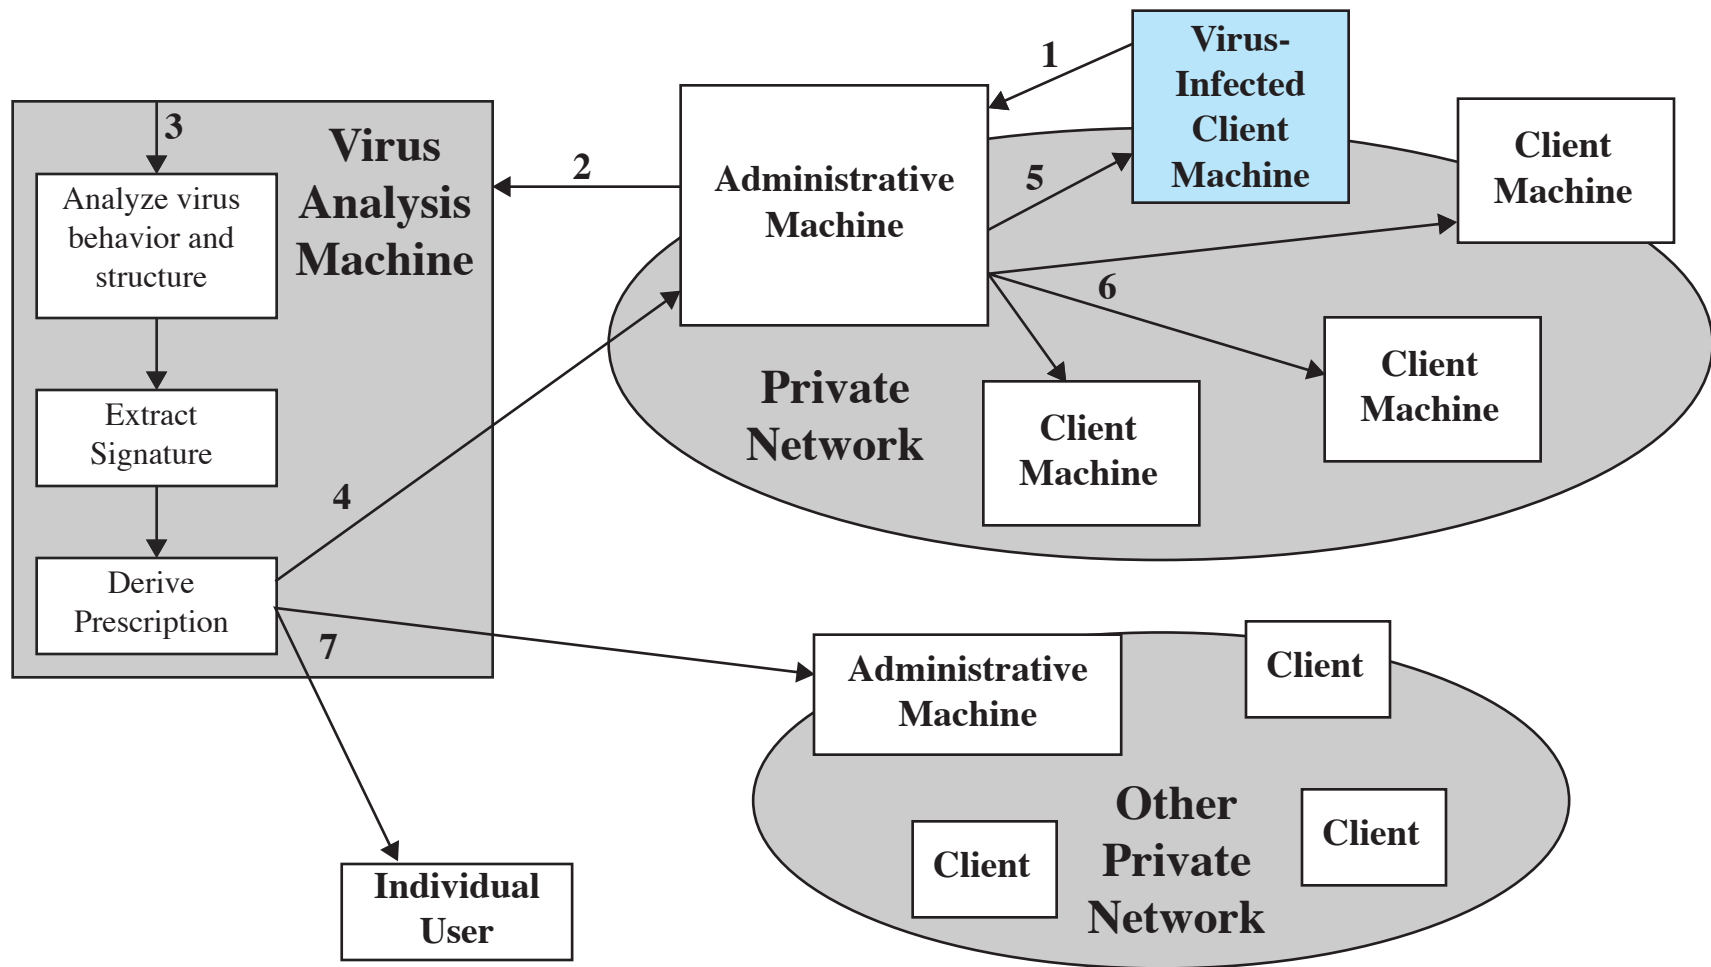 3
Virus
Analysis
Machine
Analyze virus
behavior and
structure
Extract
Signature
Derive
Prescription
2
4
7
1
5
6
Administrative
Machine
Virus-
Infected
Client
Machine
Client
Machine
Client
Machine
Client
Machine
Private
Network
Administrative
Machine
Client
Client
Client
Other
Private
Network
Individual
User